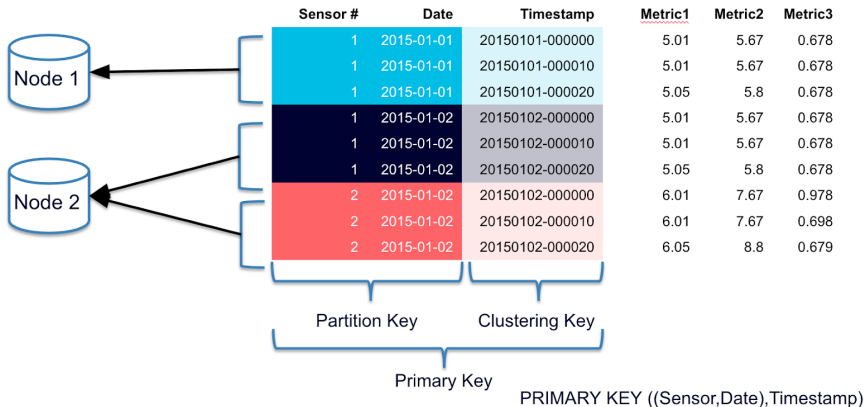 Sensor # Date Timestamp Metric1 Metric2 Metric3
1 2015-01-01 20150101-000000 5.01 5.67 0.678
1 2015-01-01 20150101-000010 5.01 5.67 0.678
1 2015-01-01 20150101-000020 5.05 5.8 0.678
1 2015-01-02 20150102-000000 5.01 5.67 0.678
1 2015-01-02 20150102-000010 5.01 5.67 0.678
1 2015-01-02 20150102-000020 5.05 5.8 0.678
2 2015-01-02 20150102-000000 6.01 7.67 0.978
2 2015-01-02 20150102-000010 6.01 7.67 0.698
2 2015-01-02 20150102-000020 6.05 8.8 0.679
Node 1
Node 2
Partition Key Clustering Key
Primary Key
PRIMARY KEY ((Sensor,Date),Timestamp)